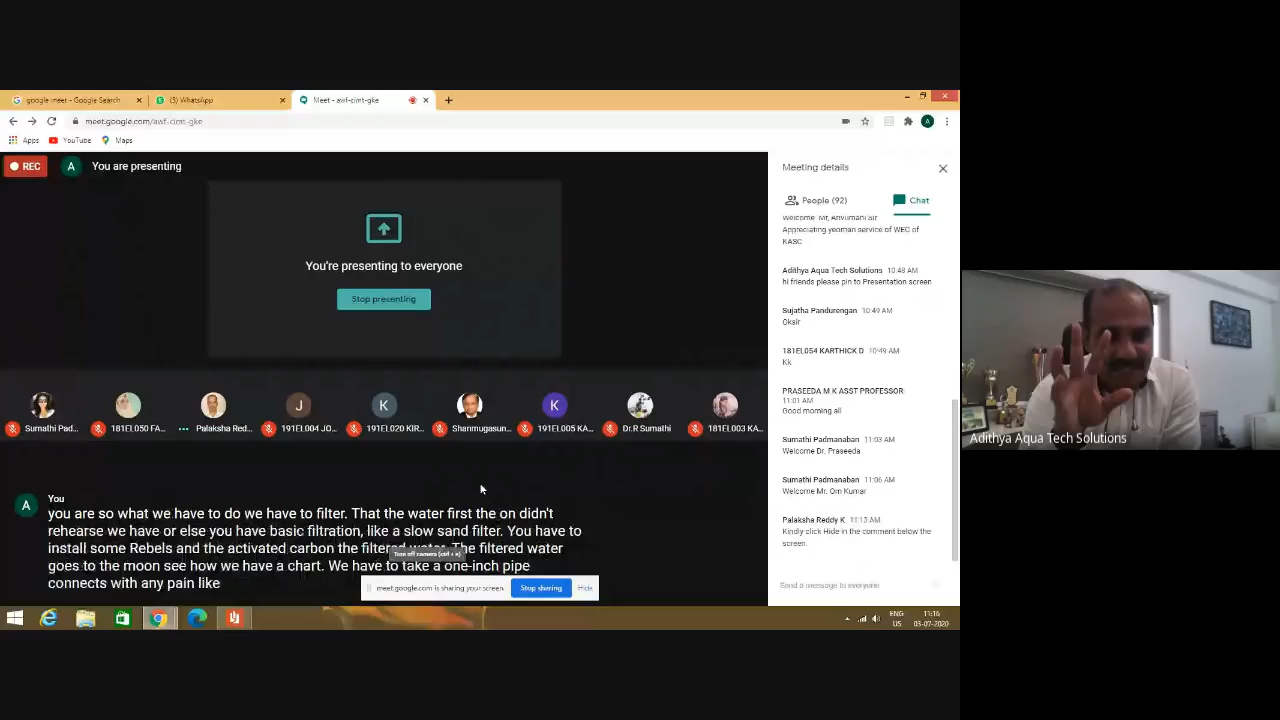 google meet - Google Search
(5) WhatsApp
Meet - awf-cimt-gke
meet.google.com/awf-cimt-gke
A
Apps
YouTube
Maps
REC
A
You are presenting
You're presenting to everyone
Stop presenting
J
K
K
Sumathi Pad...
181EL050 FA...
Palaksha Red...
191EL004 JO...
191EL020 KIR...
Shanmugasun...
191EL005 KA...
Dr.R Sumathi
181EL003 KA...
A
You
you are so what we have to do we have to filter. That the water first the on didn't
rehearse we have or else you have basic filtration, like a slow sand filter. You have to
install some Rebels and the activated carbon the filtered water. The filtered water
goes to the moon see how we have a chart. We have to take a one-inch pipe
connects with any pain like
Turn off camera (ctrl + e)
meet.google.com is sharing your screen.
Stop sharing
Hide
Meeting details
People (92)
Chat
Welcome Mr, Arivumani Sir
Appreciating yeoman service of WEC of
KASC
Adithya Aqua Tech Solutions 10:48 AM
hi friends please pin to Presentation screen
Sujatha Pandurengan 10:49 AM
Oksir
181EL054 KARTHICK D 10:49 AM
Kk
PRASEEDA M K ASST PROFESSOR
11:01 AM
Good morning all
Sumathi Padmanaban 11:03 AM
Welcome Dr. Praseeda
Sumathi Padmanaban 11:06 AM
Welcome Mr. Om Kumar
Palaksha Reddy K 11:13 AM
Kindly click Hide in the comment below the
screen.
Send a message to everyone
ENG
US
11:16
03-07-2020
Adithya Aqua Tech Solutions